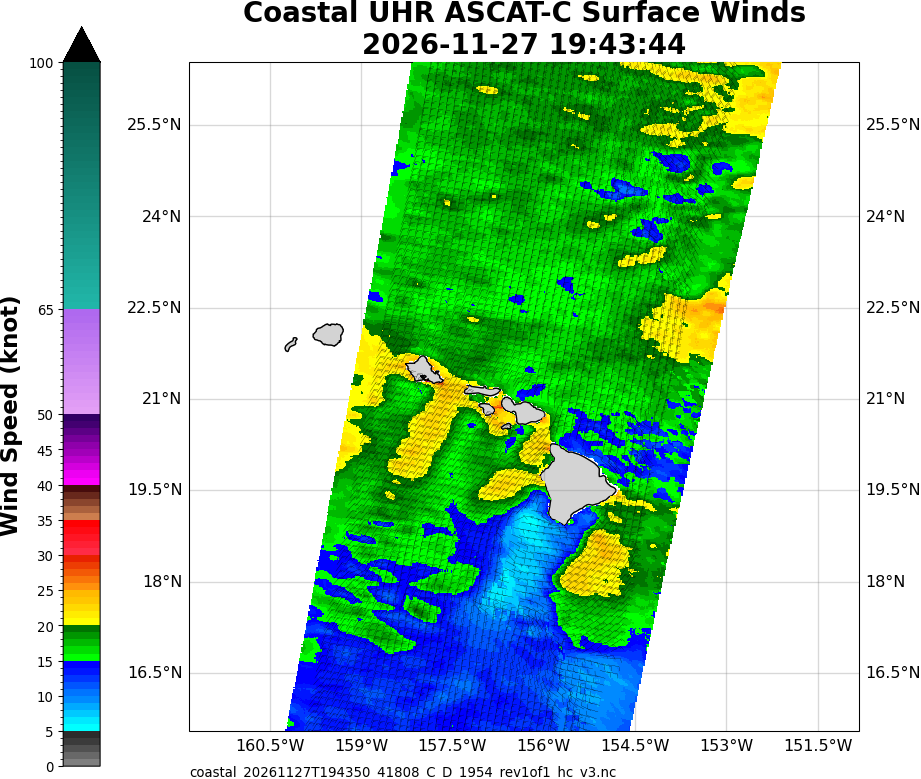 Coastal UHR ASCAT-C Surface Winds
2026-11-27 19:43:44
Wind Speed (knot)
100
65
50
45
40
35
30
25
20
15
10
5
0
25.5°N
24°N
22.5°N
21°N
19.5°N
18°N
16.5°N
25.5°N
24°N
22.5°N
21°N
19.5°N
18°N
16.5°N
160.5°W 159°W 157.5°W 156°W 154.5°W 153°W 151.5°W
coastal_20261127T194350_41808_C_D_1954_rev1of1_hc_v3.nc